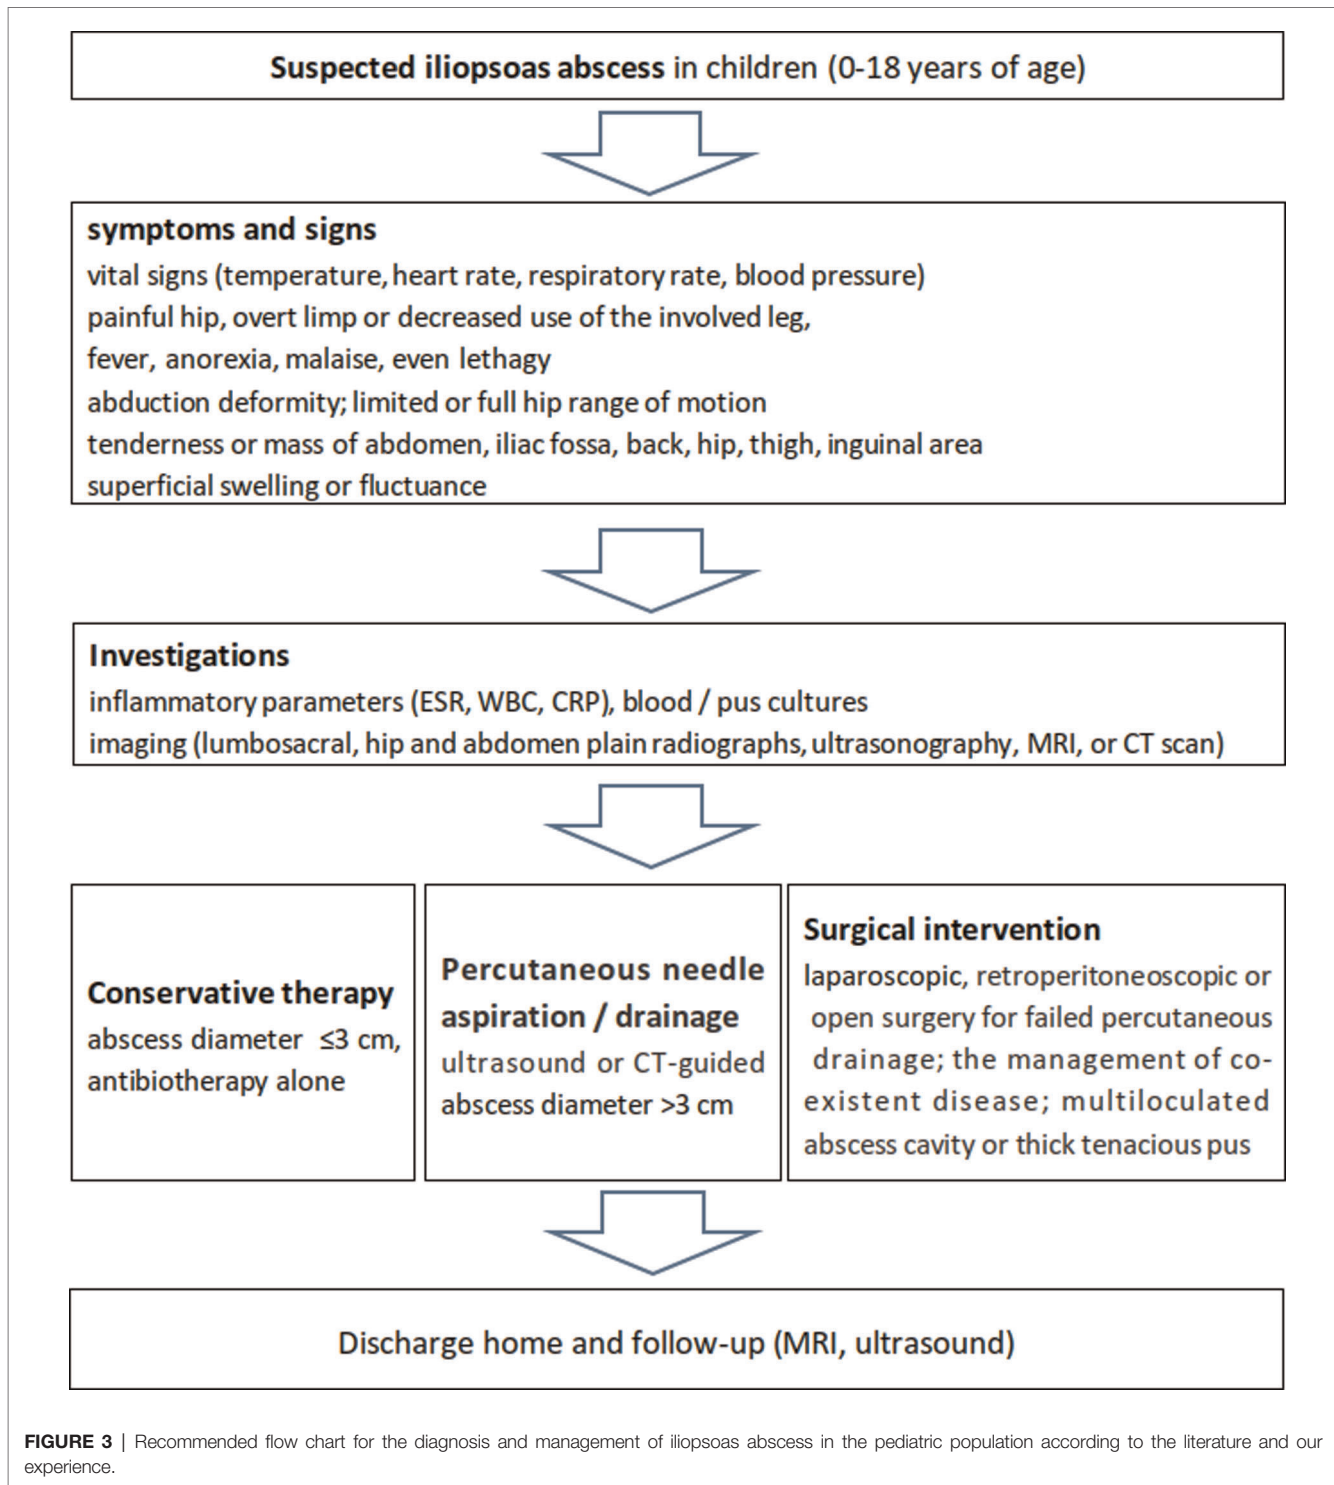 Suspected iliopsoas abscess in children (0-18 years of age)
symptoms and signs
vital signs (temperature, heart rate, respiratory rate, blood pressure)
painful hip, overt limp or decreased use of the involved leg,
fever, anorexia, malaise, even lethagy
abduction deformity; limited or full hip range of motion
tenderness or mass of abdomen, iliac fossa, back, hip, thigh, inguinal area
superficial swelling or fluctuance
Investigations
inflammatory parameters (ESR, WBC, CRP), blood / pus cultures
imaging (lumbosacral, hip and abdomen plain radiographs, ultrasonography, MRI, or CT scan)
Conservative therapy
abscess diameter ≤3 cm,
antibiotherapy alone
Percutaneous needle
aspiration / drainage
ultrasound or CT-guided
abscess diameter >3 cm
Surgical intervention
laparoscopic, retroperitoneoscopic or
open surgery for failed percutaneous
drainage; the management of co-
existent disease; multiloculated
abscess cavity or thick tenacious pus
Discharge home and follow-up (MRI, ultrasound)
FIGURE 3 | Recommended flow chart for the diagnosis and management of iliopsoas abscess in the pediatric population according to the literature and our
experience.